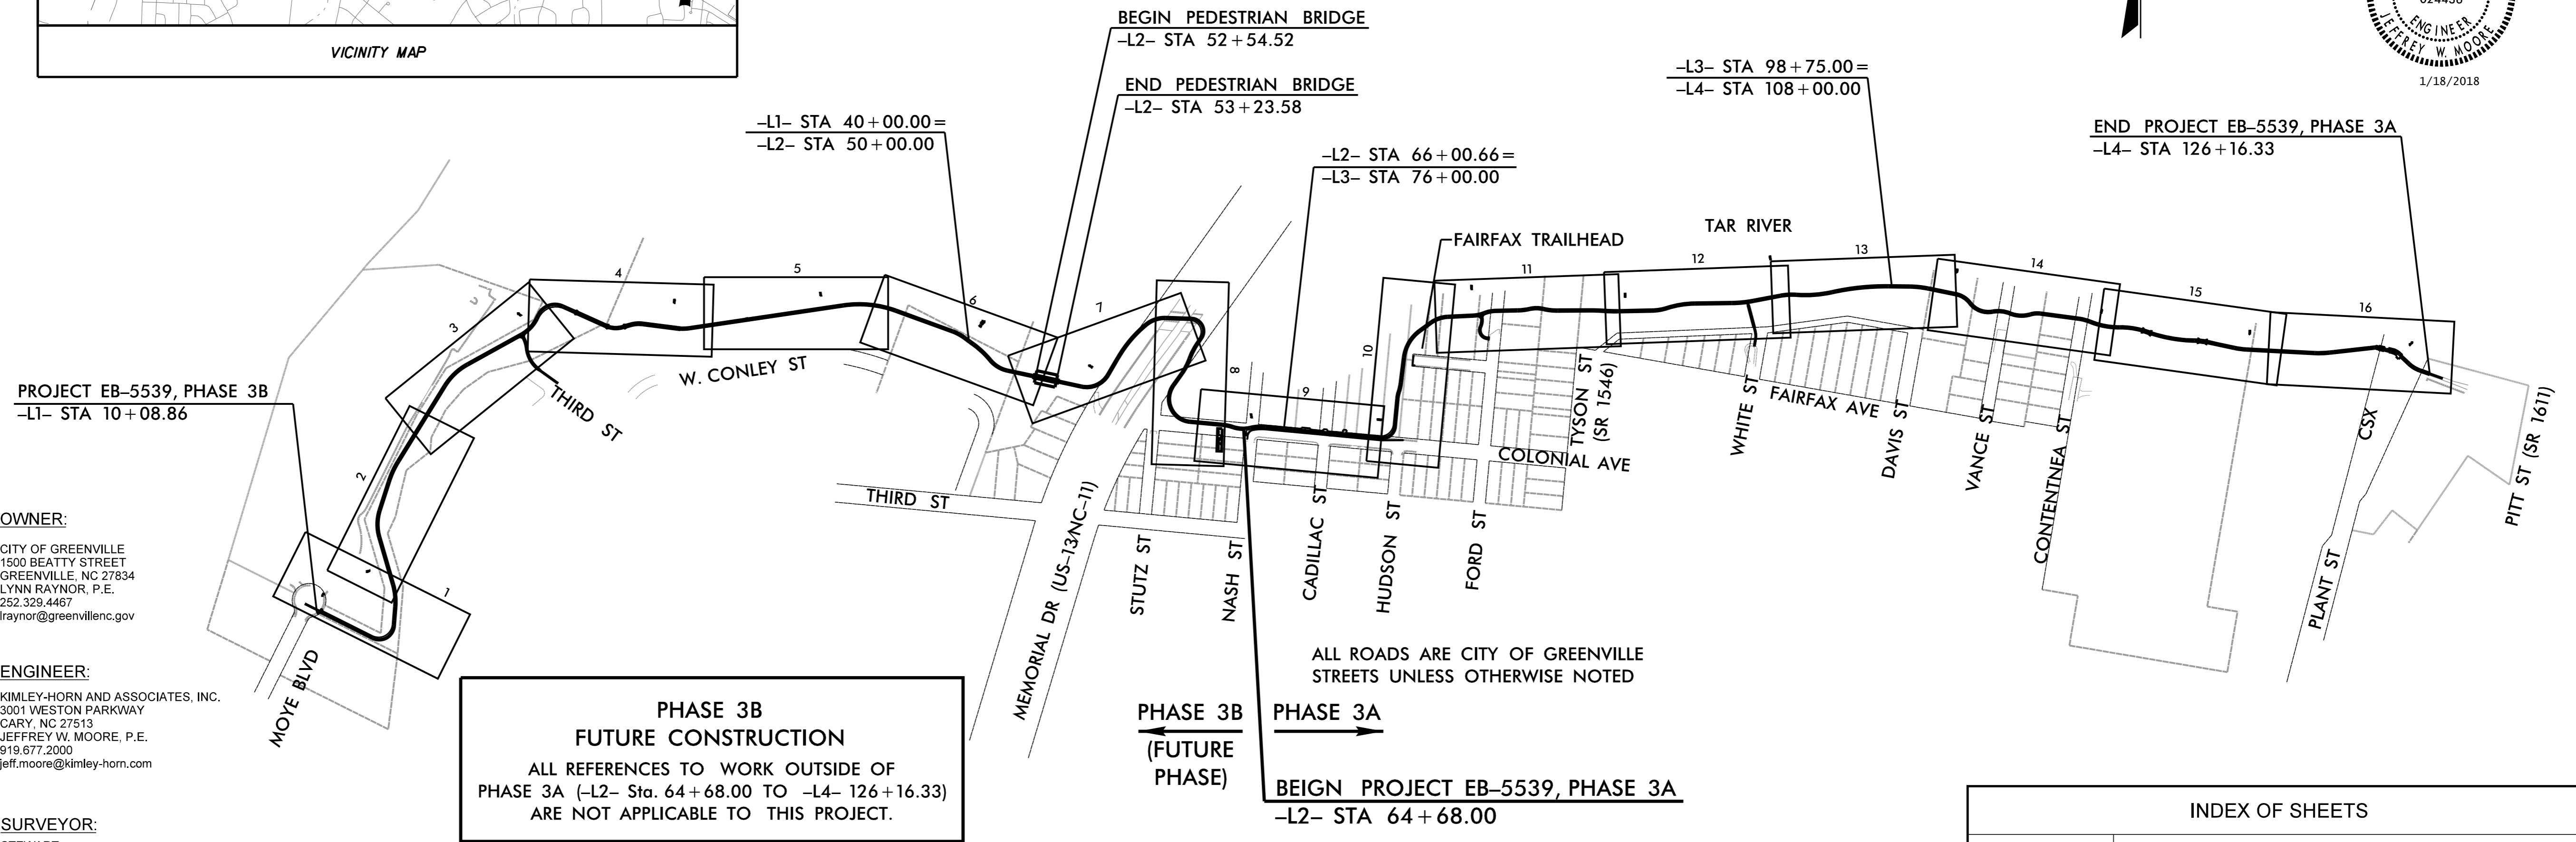 VICINITY MAP
BEGIN PEDESTRIAN BRIDGE
–L2– STA 52+54.52
END PEDESTRIAN BRIDGE
–L2– STA 53+23.58
–L1– STA 40+00.00=
–L2– STA 50+00.00
–L2– STA 66+00.66=
–L3– STA 76+00.00
–L3– STA 98+75.00=
–L4– STA 108+00.00
ENGINEER
JEFFREY W. MOORE
1/18/2018
END PROJECT EB–5539, PHASE 3A
–L4– STA 126+16.33
FAIRFAX TRAILHEAD
TAR RIVER
1
2
3
4
5
6
7
8
9
10
11
12
13
14
15
16
PROJECT EB–5539, PHASE 3B
–L1– STA 10+08.86
THIRD ST
W. CONLEY ST
THIRD ST
MOYE BLVD
MEMORIAL DR (US–13/NC–11)
STUTZ ST
NASH ST
CADILLAC ST
HUDSON ST
FORD ST
COLONIAL AVE
TYSON ST
(SR 1546)
WHITE ST
FAIRFAX AVE
DAVIS ST
VANCE ST
CONTENTNEA ST
CSX
PLANT ST
PITT ST (SR 1611)
OWNER:
CITY OF GREENVILLE
1500 BEATTY STREET
GREENVILLE, NC 27834
LYNN RAYNOR, P.E.
252.329.4467
lraynor@greenvillenc.gov
ENGINEER:
KIMLEY-HORN AND ASSOCIATES, INC.
3001 WESTON PARKWAY
CARY, NC 27513
JEFFREY W. MOORE, P.E.
919.677.2000
jeff.moore@kimley-horn.com
SURVEYOR:
PHASE 3B
FUTURE CONSTRUCTION
ALL REFERENCES TO WORK OUTSIDE OF
PHASE 3A (–L2– Sta. 64+68.00 TO –L4– 126+16.33)
ARE NOT APPLICABLE TO THIS PROJECT.
ALL ROADS ARE CITY OF GREENVILLE
STREETS UNLESS OTHERWISE NOTED
PHASE 3B
(FUTURE
PHASE)
PHASE 3A
BEIGN PROJECT EB–5539, PHASE 3A
–L2– STA 64+68.00
INDEX OF SHEETS